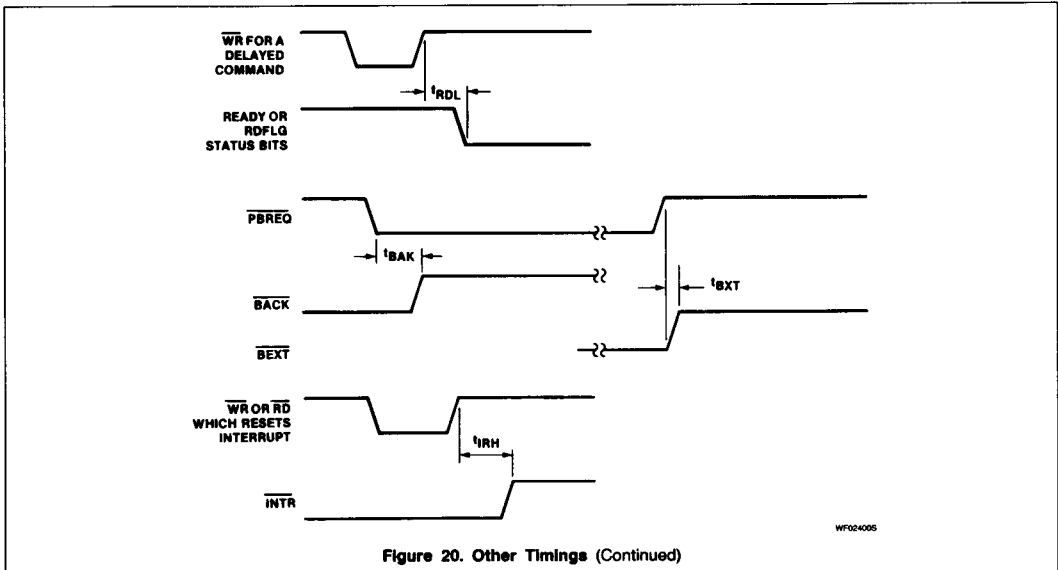 WR FOR A
DELAYED
COMMAND
tRDL
READY OR
RDFLG
STATUS BITS
PBREQ
tBAK
tBXT
BACK
BEXT
WR OR RD
WHICH RESETS
INTERRUPT
tIRH
INTR
WF02400S
Figure 20. Other Timings (Continued)